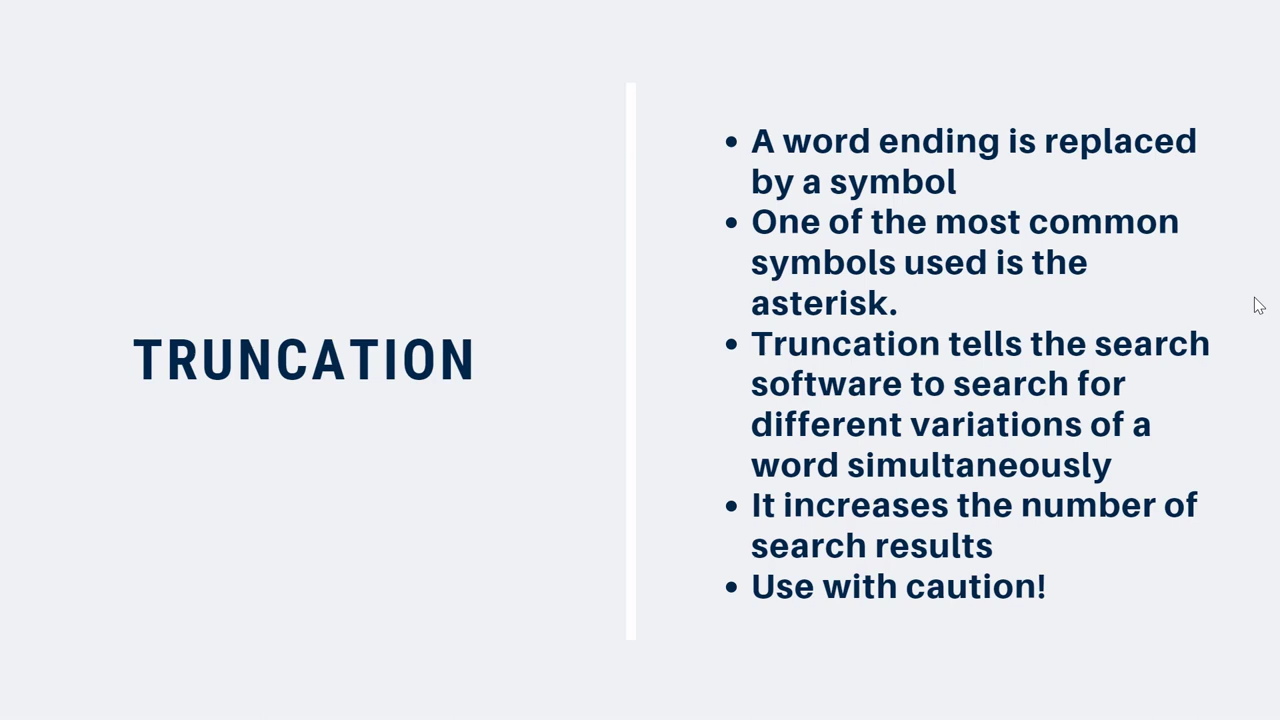 TRUNCATION
• A word ending is replaced
by a symbol
• One of the most common
symbols used is the
asterisk.
• Truncation tells the search
software to search for
different variations of a
word simultaneously
• It increases the number of
search results
• Use with caution!